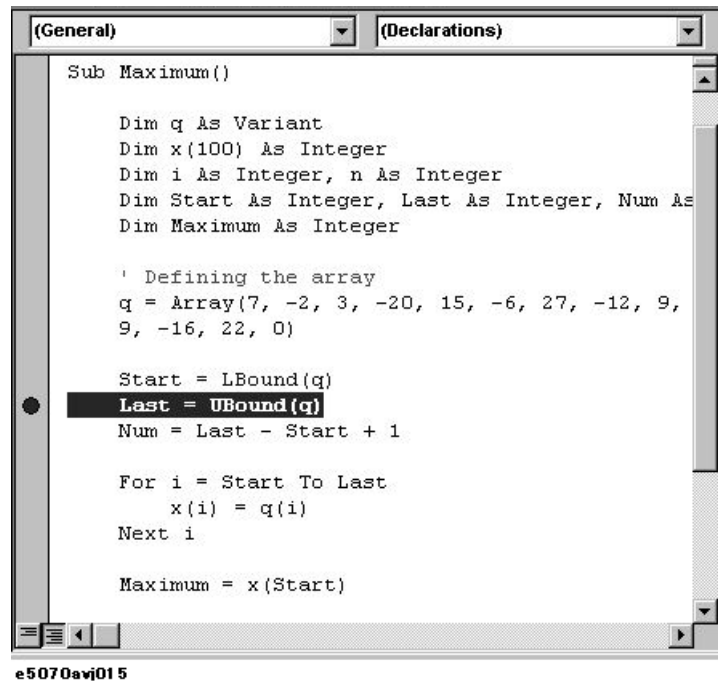 (General) (Declarations)
Sub Maximum()
Dim q As Variant
Dim x(100) As Integer
Dim i As Integer, n As Integer
Dim Start As Integer, Last As Integer, Num As
Dim Maximum As Integer
' Defining the array
q = Array(7, -2, 3, -20, 15, -6, 27, -12, 9,
9, -16, 22, 0)
Start = LBound(q)
Last = UBound(q)
Num = Last - Start + 1
For i = Start To Last
x(i) = q(i)
Next i
Maximum = x(Start)
e5070avj015